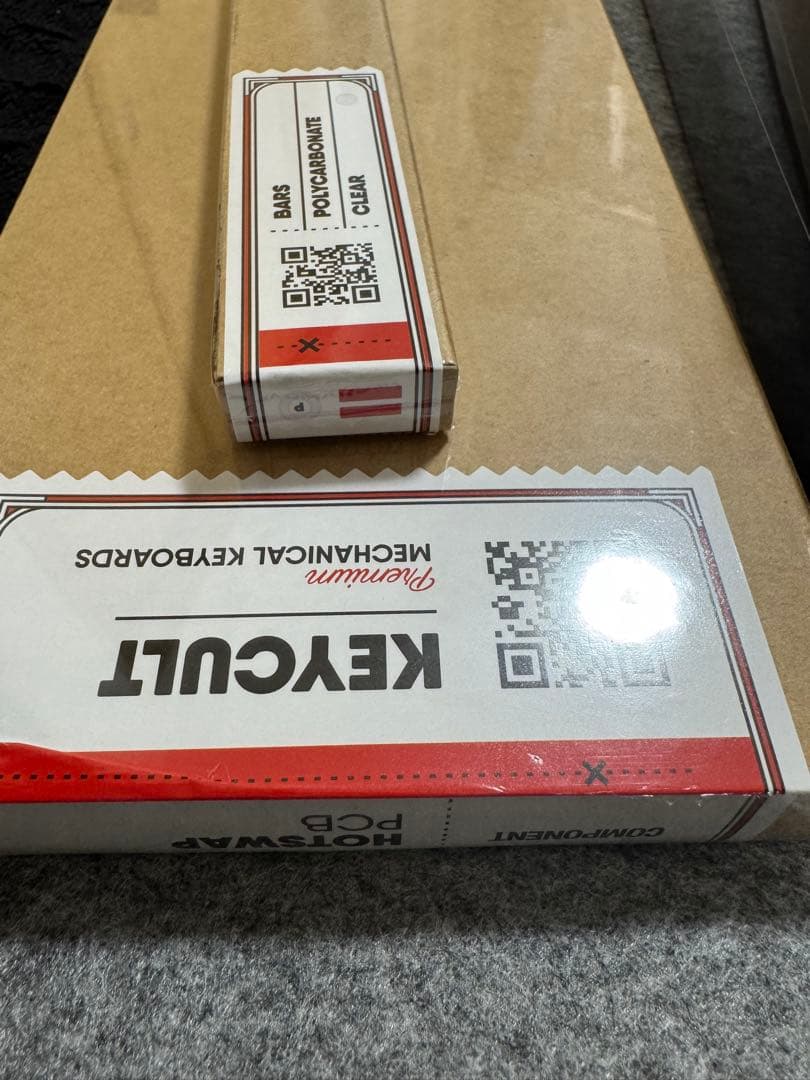 BARS
POLYCARBONATE
CLEAR
KEYCULT
Premium
MECHANICAL KEYBOARDS
COMPONENT
HOTSWAP
PCB